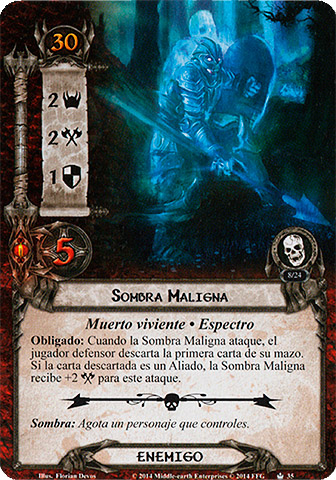 30
2
2
1
5
8/24
Sombra Maligna
Muerto viviente • Espectro
Obligado: Cuando la Sombra Maligna ataque, el
jugador defensor descarta la primera carta de su mazo.
Si la carta descartada es un Aliado, la Sombra Maligna
recibe +2 para este ataque.
Sombra: Agota un personaje que controles.
ENEMIGO
Illus. Florian Devos © 2014 Middle-earth Enterprises © 2014 FFG 35